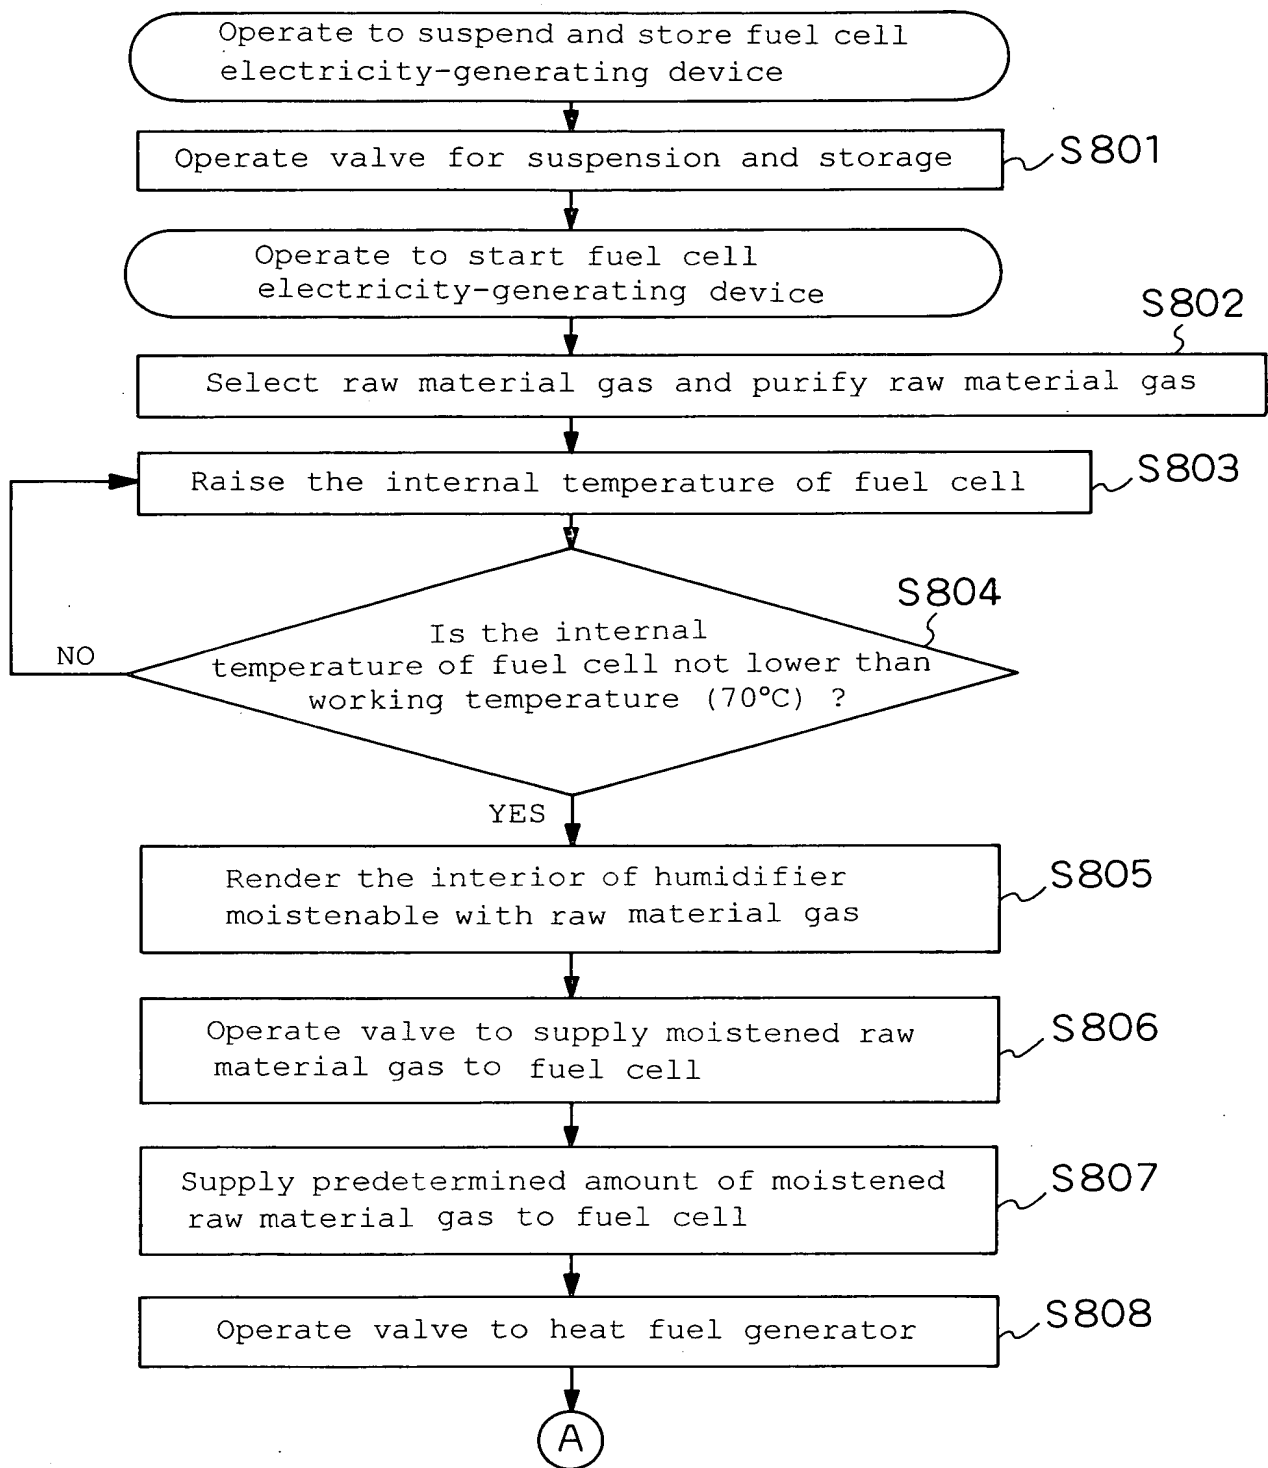 Operate to suspend and store fuel cell
electricity-generating device
Operate valve for suspension and storage
S801
Operate to start fuel cell
electricity-generating device
S802
Select raw material gas and purify raw material gas
Raise the internal temperature of fuel cell
S803
S804
Is the internal
temperature of fuel cell not lower than
working temperature (70°C) ?
NO
YES
Render the interior of humidifier
moistenable with raw material gas
S805
Operate valve to supply moistened raw
material gas to fuel cell
S806
Supply predetermined amount of moistened
raw material gas to fuel cell
S807
Operate valve to heat fuel generator
S808
A